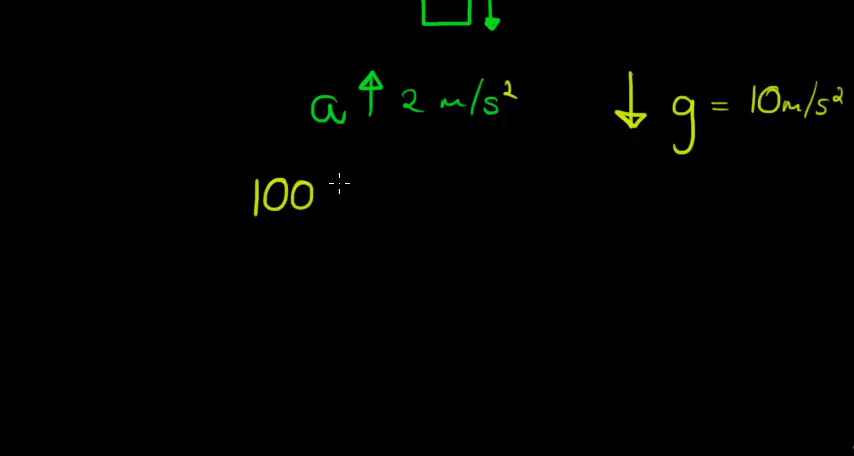 a ↑ 2 m/s² ↓ g = 10m/s²
100